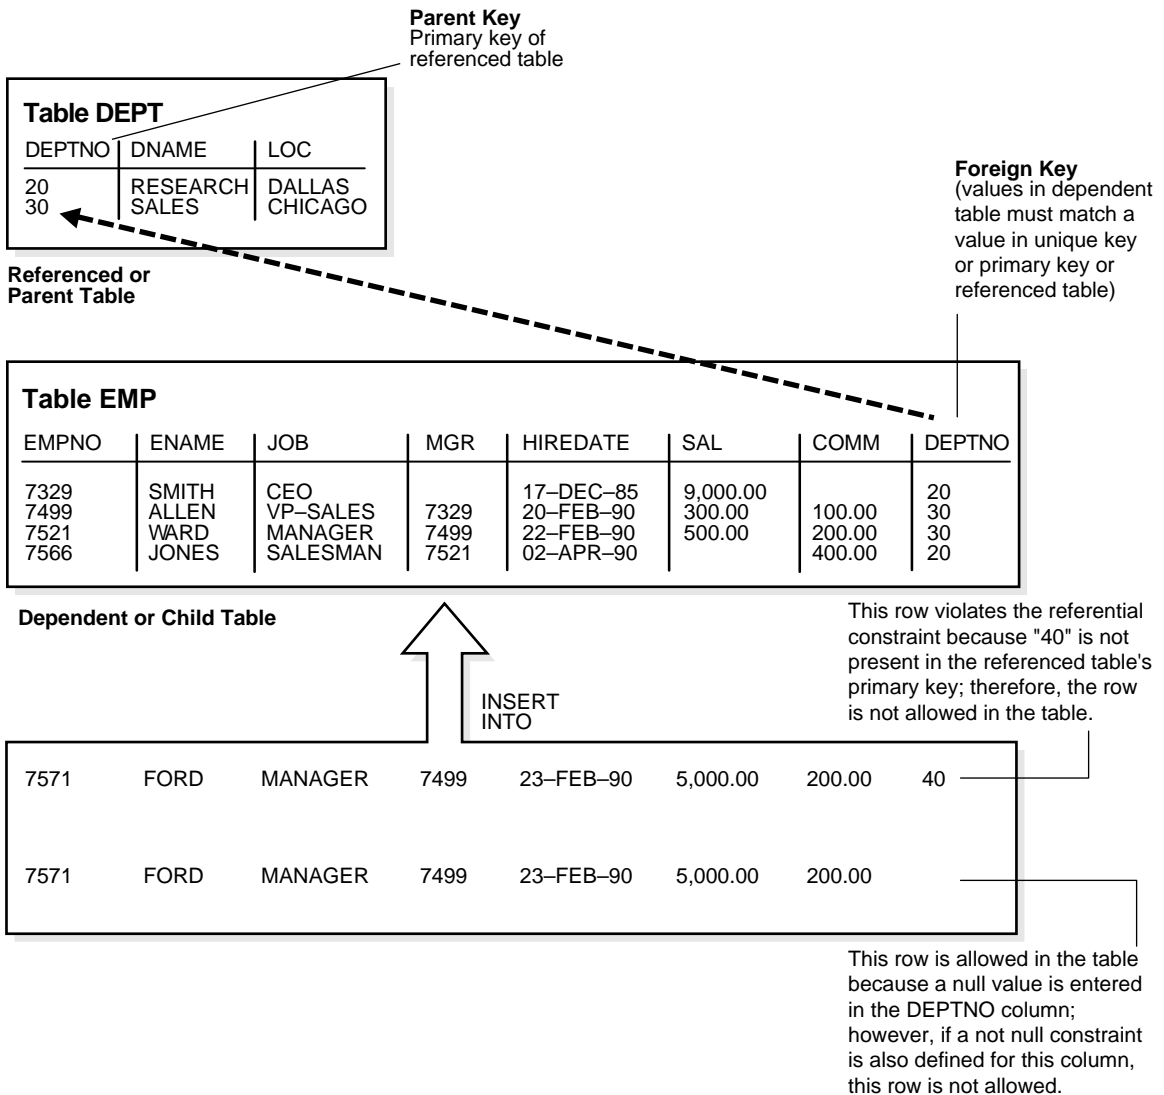 Parent Key
Primary key of
referenced table
Table DEPT
DEPTNO DNAME LOC
20 RESEARCH DALLAS
30 SALES CHICAGO
Referenced or
Parent Table
Foreign Key
(values in dependent
table must match a
value in unique key
or primary key or
referenced table)
Table EMP
EMPNO ENAME JOB MGR HIREDATE SAL COMM DEPTNO
7329 SMITH CEO 17–DEC–85 9,000.00 20
7499 ALLEN VP–SALES 7329 20–FEB–90 300.00 100.00 30
7521 WARD MANAGER 7499 22–FEB–90 500.00 200.00 30
7566 JONES SALESMAN 7521 02–APR–90 400.00 20
Dependent or Child Table
This row violates the referential
constraint because "40" is not
present in the referenced table's
primary key; therefore, the row
is not allowed in the table.
INSERT
INTO
7571 FORD MANAGER 7499 23–FEB–90 5,000.00 200.00 40
7571 FORD MANAGER 7499 23–FEB–90 5,000.00 200.00
This row is allowed in the table
because a null value is entered
in the DEPTNO column;
however, if a not null constraint
is also defined for this column,
this row is not allowed.